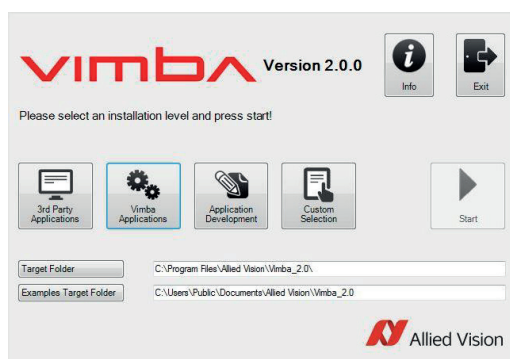 VIMBA Version 2.0.0
Info
Exit
Please select an installation level and press start!
3rd Party
Applications
Vimba
Applications
Application
Development
Custom
Selection
Start
Target Folder C:\Program Files\Allied Vision\Vimba_2.0\
Examples Target Folder C:\Users\Public\Documents\Allied Vision\Vimba_2.0
Allied Vision